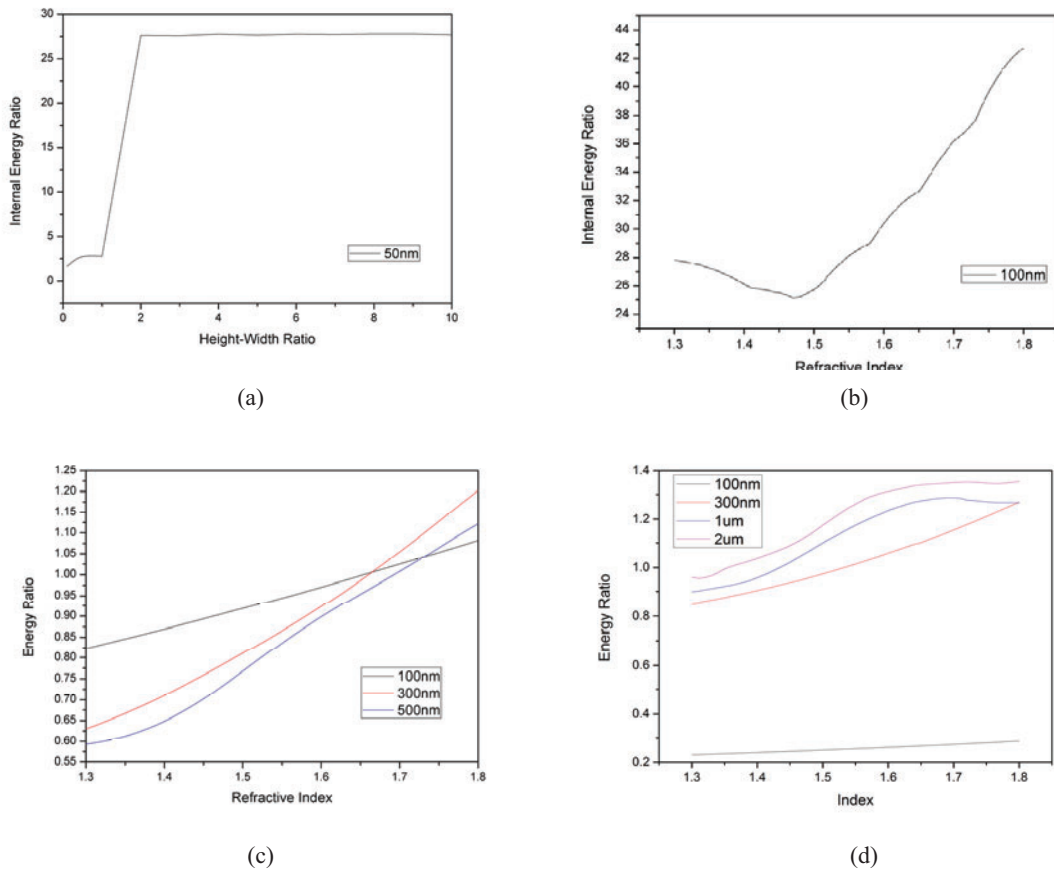 30
25
20
15
10
5
0
Internal Energy Ratio
50nm
0 2 4 6 8 10
Height-Width Ratio
(a)
44
42
40
38
36
34
32
30
28
26
24
Internal Energy Ratio
100nm
1.3 1.4 1.5 1.6 1.7 1.8
Refractive Index
(b)
1.25
1.20
1.15
1.10
1.05
1.00
0.95
0.90
0.85
0.80
0.75
0.70
0.65
0.60
0.55
Energy Ratio
100nm
300nm
500nm
1.3 1.4 1.5 1.6 1.7 1.8
Refractive Index
(c)
1.4
1.2
1.0
0.8
0.6
0.4
0.2
Energy Ratio
100nm
300nm
1um
2um
1.3 1.4 1.5 1.6 1.7 1.8
Index
(d)